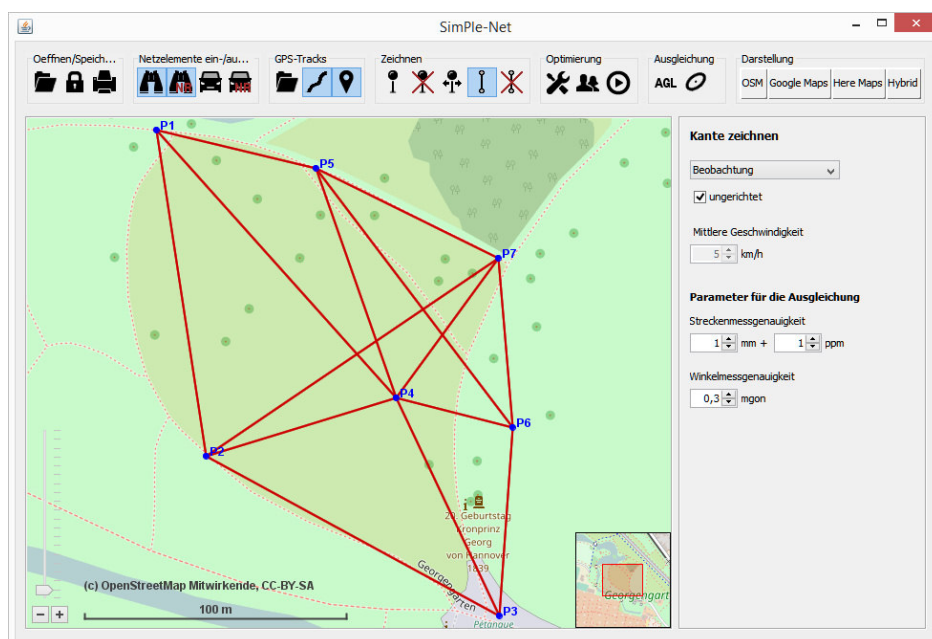 SimPle-Net
Oeffnen/Speich... Netzelemente ein-/au... GPS-Tracks Zeichnen Optimierung Ausgleichung Darstellung
NB NB AGL OSM Google Maps Here Maps Hybrid
P1
P5
P7
P4
P6
P2
P3
20. Geburtstag
Kronprinz
Georg
von Hannover
1839
Georgengarten
Pétanque
(c) OpenStreetMap Mitwirkende, CC-BY-SA
100 m
Georgengart
Kante zeichnen
Beobachtung
ungerichtet
Mittlere Geschwindigkeit
5 km/h
Parameter für die Ausgleichung
Streckenmessgenauigkeit
1 mm + 1 ppm
Winkelmessgenauigkeit
0,3 mgon